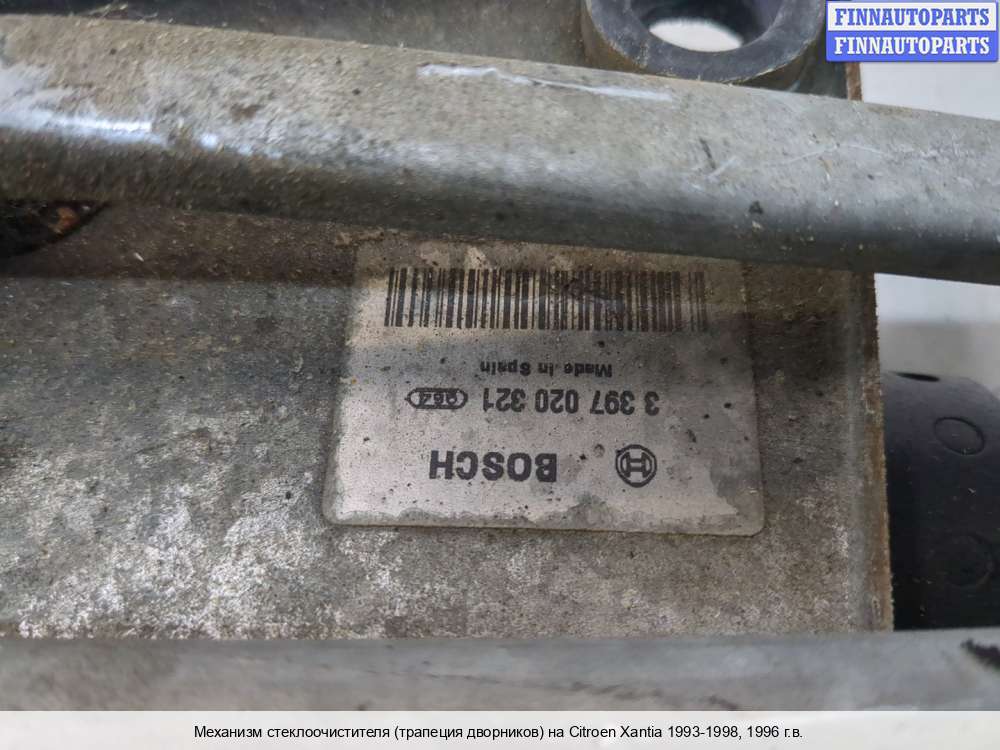 FINNAUTOPARTS
FINNAUTOPARTS
BOSCH
3 397 020 321 964
Made in Spain
Механизм стеклоочистителя (трапеция дворников) на Citroen Xantia 1993-1998, 1996 г.в.